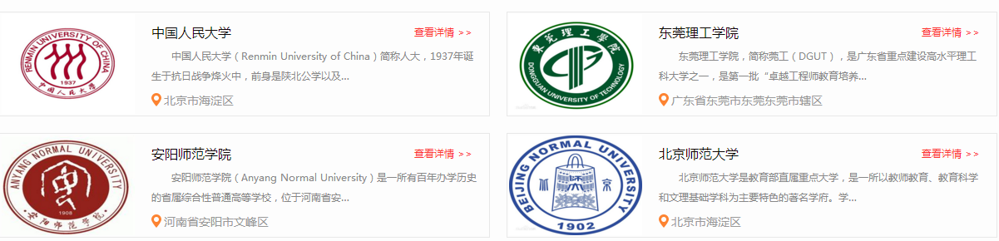 RENMIN UNIVERSITY OF CHINA
1937
中国人民大学
中国人民大学
查看详情 >>
中国人民大学（Renmin University of China）简称人大，1937年诞
生于抗日战争烽火中，前身是陕北公学以及...
北京市海淀区
東莞理工学院
DONGGUAN UNIVERSITY OF TECHNOLOGY
东莞理工学院
查看详情 >>
东莞理工学院，简称莞工（DGUT），是广东省重点建设高水平理工
科大学之一，是第一批“卓越工程师教育培养...
广东省东莞市东莞东莞市市辖区
ANYANG NORMAL UNIVERSITY
1908
安阳师范学院
安阳师范学院
查看详情 >>
安阳师范学院（Anyang Normal University）是一所有百年办学历史
的省属综合性普通高等学校，位于河南省安...
河南省安阳市文峰区
BEIJING NORMAL UNIVERSITY
京
1902
北京师范大学
查看详情 >>
北京师范大学是教育部直属重点大学，是一所以教师教育、教育科学
和文理基础学科为主要特色的著名学府。学...
北京市海淀区